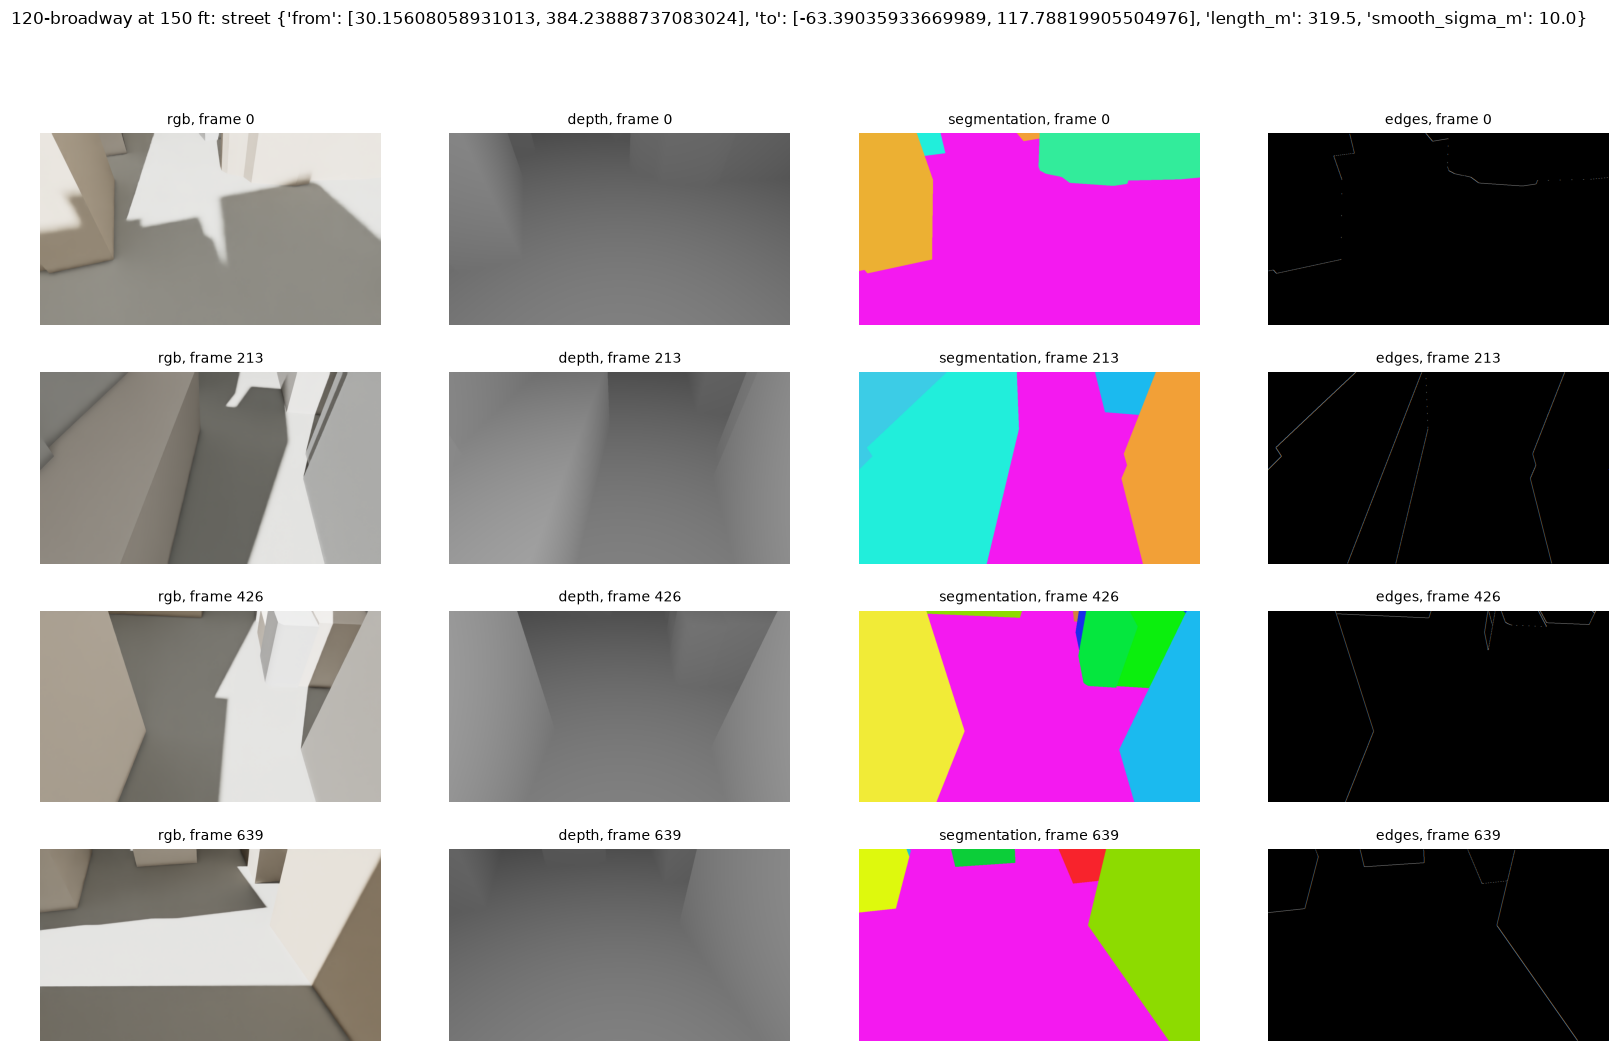 120-broadway at 150 ft: street {'from': [30.15608058931013, 384.23888737083024], 'to': [-63.39035933669989, 117.78819905504976], 'length_m': 319.5, 'smooth_sigma_m': 10.0}
rgb, frame 0
depth, frame 0
segmentation, frame 0
edges, frame 0
rgb, frame 213
depth, frame 213
segmentation, frame 213
edges, frame 213
rgb, frame 426
depth, frame 426
segmentation, frame 426
edges, frame 426
rgb, frame 639
depth, frame 639
segmentation, frame 639
edges, frame 639